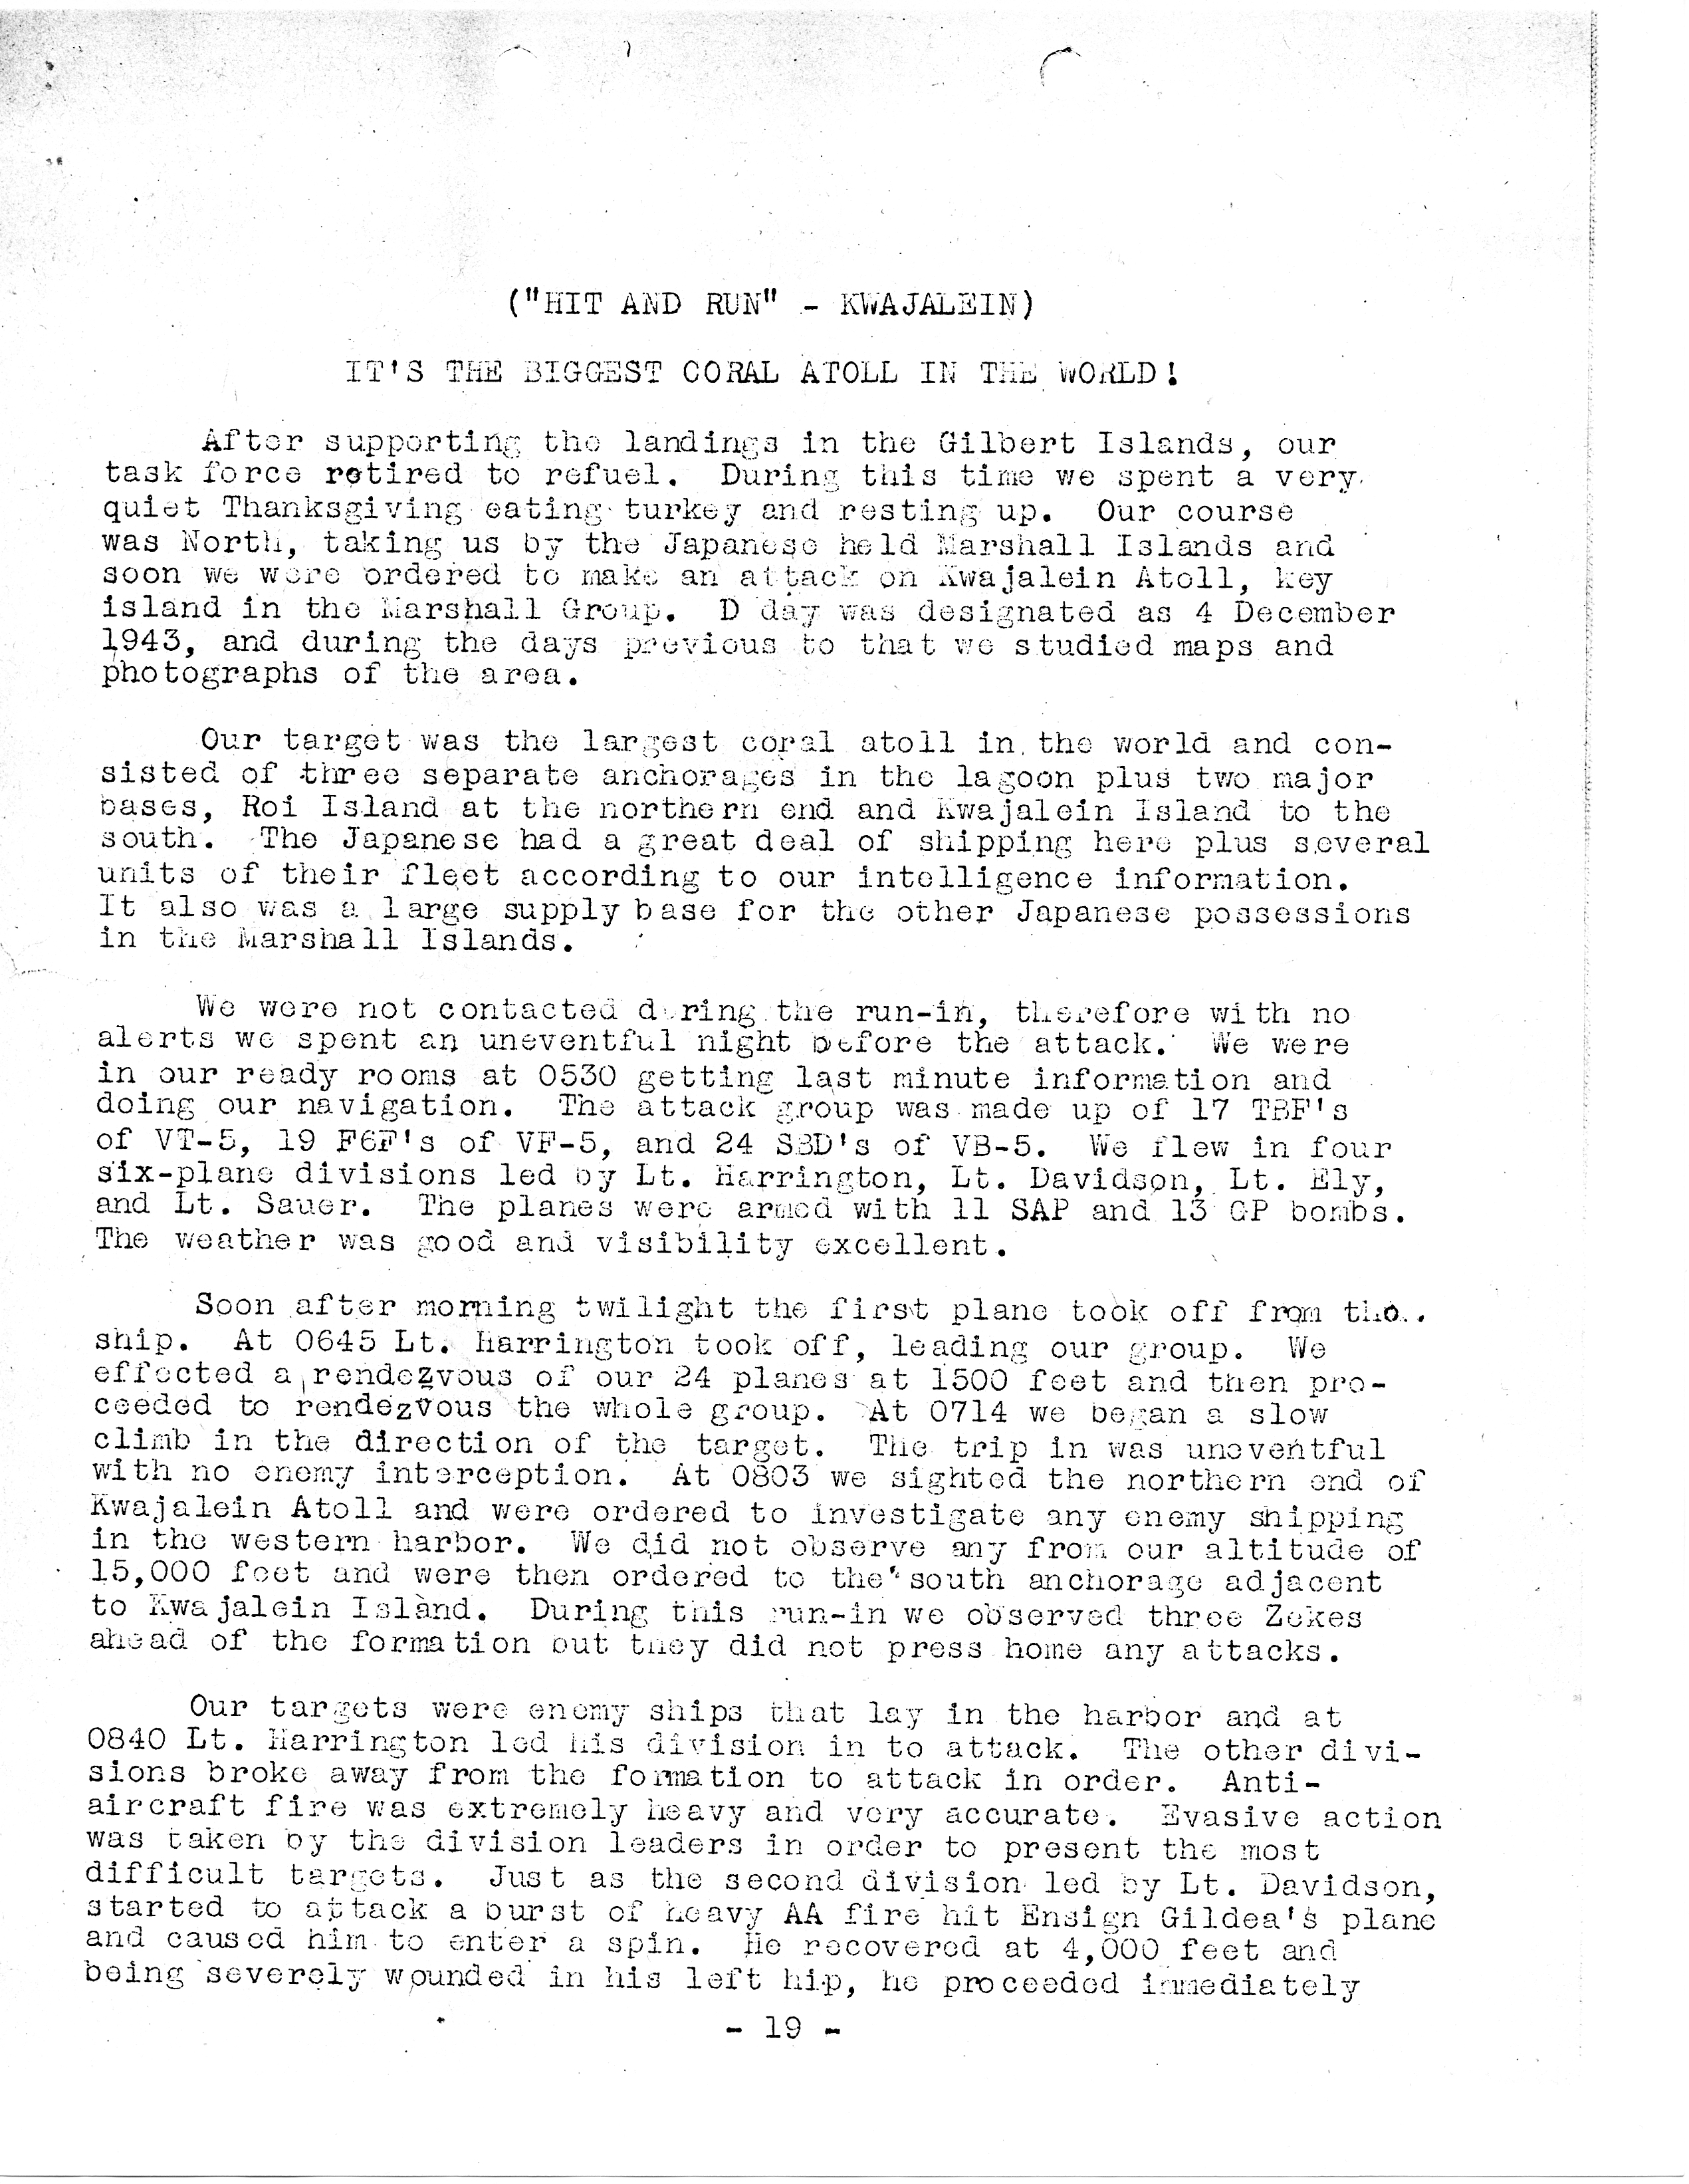 ("HIT AND RUN" - KWAJALEIN)
IT'S THE BIGGEST CORAL ATOLL IN THE WORLD!
After supporting the landings in the Gilbert Islands, our
task force retired to refuel. During this time we spent a very
quiet Thanksgiving eating turkey and resting up. Our course
was North, taking us by the Japanese held Marshall Islands and
soon we were ordered to make an attack on Kwajalein Atoll, key
island in the Marshall Group. D day was designated as 4 December
1943, and during the days previous to that we studied maps and
photographs of the area.
Our target was the largest coral atoll in the world and con-
sisted of three separate anchorages in the lagoon plus two major
bases, Roi Island at the northern end and Kwajalein Island to the
south. The Japanese had a great deal of shipping here plus several
units of their fleet according to our intelligence information.
It also was a large supply base for the other Japanese possessions
in the Marshall Islands.
We were not contacted during the run-in, therefore with no
alerts we spent an uneventful night before the attack. We were
in our ready rooms at 0530 getting last minute information and
doing our navigation. The attack group was made up of 17 TBF's
of VT-5, 19 F6F's of VF-5, and 24 SBD's of VB-5. We flew in four
six-plane divisions led by Lt. Harrington, Lt. Davidson, Lt. Ely,
and Lt. Sauer. The planes were armed with 11 SAP and 13 GP bombs.
The weather was good and visibility excellent.
Soon after morning twilight the first plane took off from the
ship. At 0645 Lt. Harrington took off, leading our group. We
effected a rendezvous of our 24 planes at 1500 feet and then pro-
ceeded to rendezvous the whole group. At 0714 we began a slow
climb in the direction of the target. The trip in was uneventful
with no enemy interception. At 0803 we sighted the northern end of
Kwajalein Atoll and were ordered to investigate any enemy shipping
in the western harbor. We did not observe any from our altitude of
15,000 feet and were then ordered to the south anchorage adjacent
to Kwajalein Island. During this run-in we observed three Zekes
ahead of the formation but they did not press home any attacks.
Our targets were enemy ships that lay in the harbor and at
0840 Lt. Harrington led his division in to attack. The other divi-
sions broke away from the formation to attack in order. Anti-
aircraft fire was extremely heavy and very accurate. Evasive action
was taken by the division leaders in order to present the most
difficult targets. Just as the second division led by Lt. Davidson,
started to attack a burst of heavy AA fire hit Ensign Gildea's plane
and caused him to enter a spin. He recovered at 4,000 feet and
being severely wounded in his left hip, he proceeded immediately
- 19 -